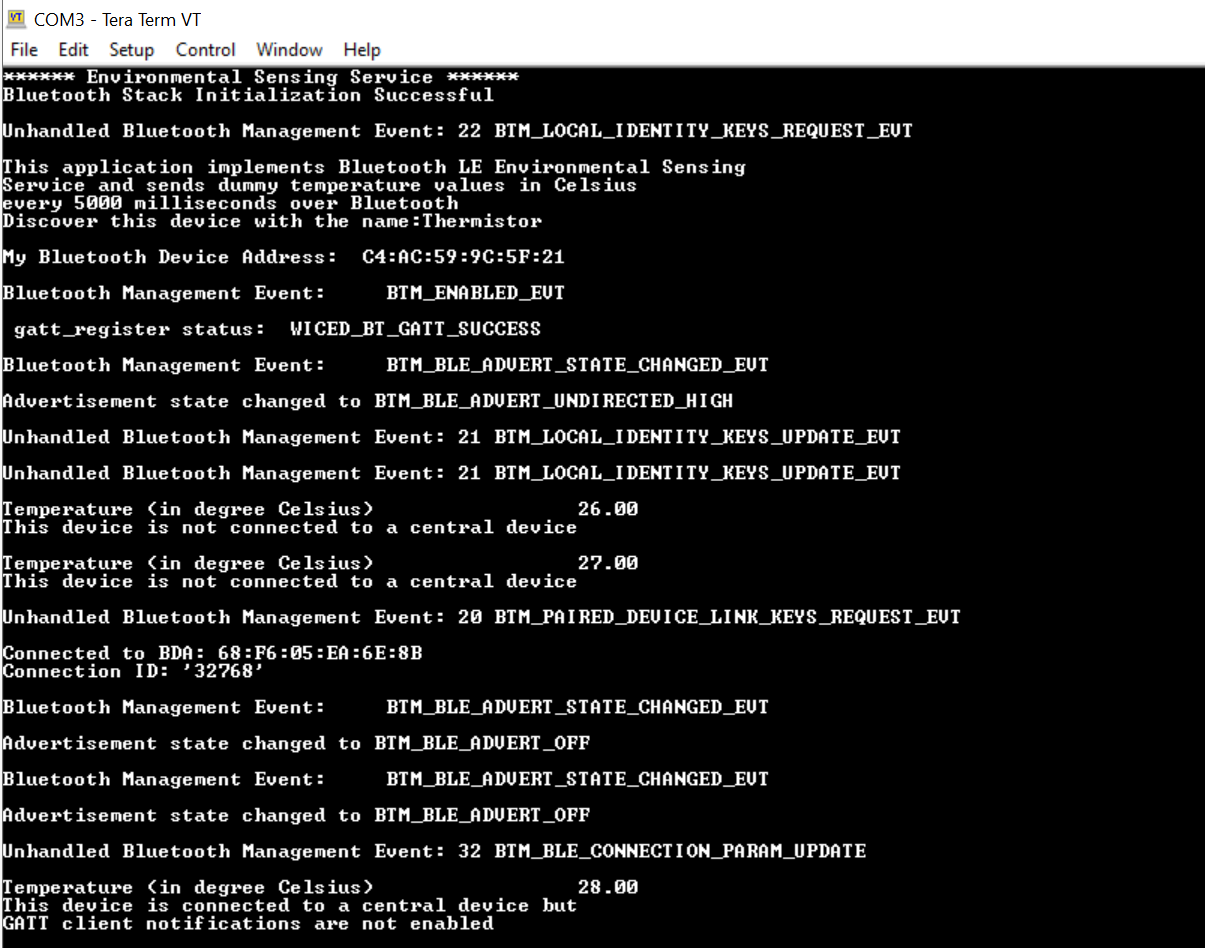 VT COM3 - Tera Term VT
File Edit Setup Control Window Help
****** Environmental Sensing Service ******
Bluetooth Stack Initialization Successful
Unhandled Bluetooth Management Event: 22 BTM_LOCAL_IDENTITY_KEYS_REQUEST_EVT
This application implements Bluetooth LE Environmental Sensing
Service and sends dummy temperature values in Celsius
every 5000 milliseconds over Bluetooth
Discover this device with the name:Thermistor
My Bluetooth Device Address:  C4:AC:59:9C:5F:21
Bluetooth Management Event:     BTM_ENABLED_EVT
gatt_register status:  WICED_BT_GATT_SUCCESS
Bluetooth Management Event:     BTM_BLE_ADVERT_STATE_CHANGED_EVT
Advertisement state changed to BTM_BLE_ADVERT_UNDIRECTED_HIGH
Unhandled Bluetooth Management Event: 21 BTM_LOCAL_IDENTITY_KEYS_UPDATE_EVT
Unhandled Bluetooth Management Event: 21 BTM_LOCAL_IDENTITY_KEYS_UPDATE_EVT
Temperature (in degree Celsius)                 26.00
This device is not connected to a central device
Temperature (in degree Celsius)                 27.00
This device is not connected to a central device
Unhandled Bluetooth Management Event: 20 BTM_PAIRED_DEVICE_LINK_KEYS_REQUEST_EVT
Connected to BDA: 68:F6:05:EA:6E:8B
Connection ID: '32768'
Bluetooth Management Event:     BTM_BLE_ADVERT_STATE_CHANGED_EVT
Advertisement state changed to BTM_BLE_ADVERT_OFF
Bluetooth Management Event:     BTM_BLE_ADVERT_STATE_CHANGED_EVT
Advertisement state changed to BTM_BLE_ADVERT_OFF
Unhandled Bluetooth Management Event: 32 BTM_BLE_CONNECTION_PARAM_UPDATE
Temperature (in degree Celsius)                 28.00
This device is connected to a central device but
GATT client notifications are not enabled